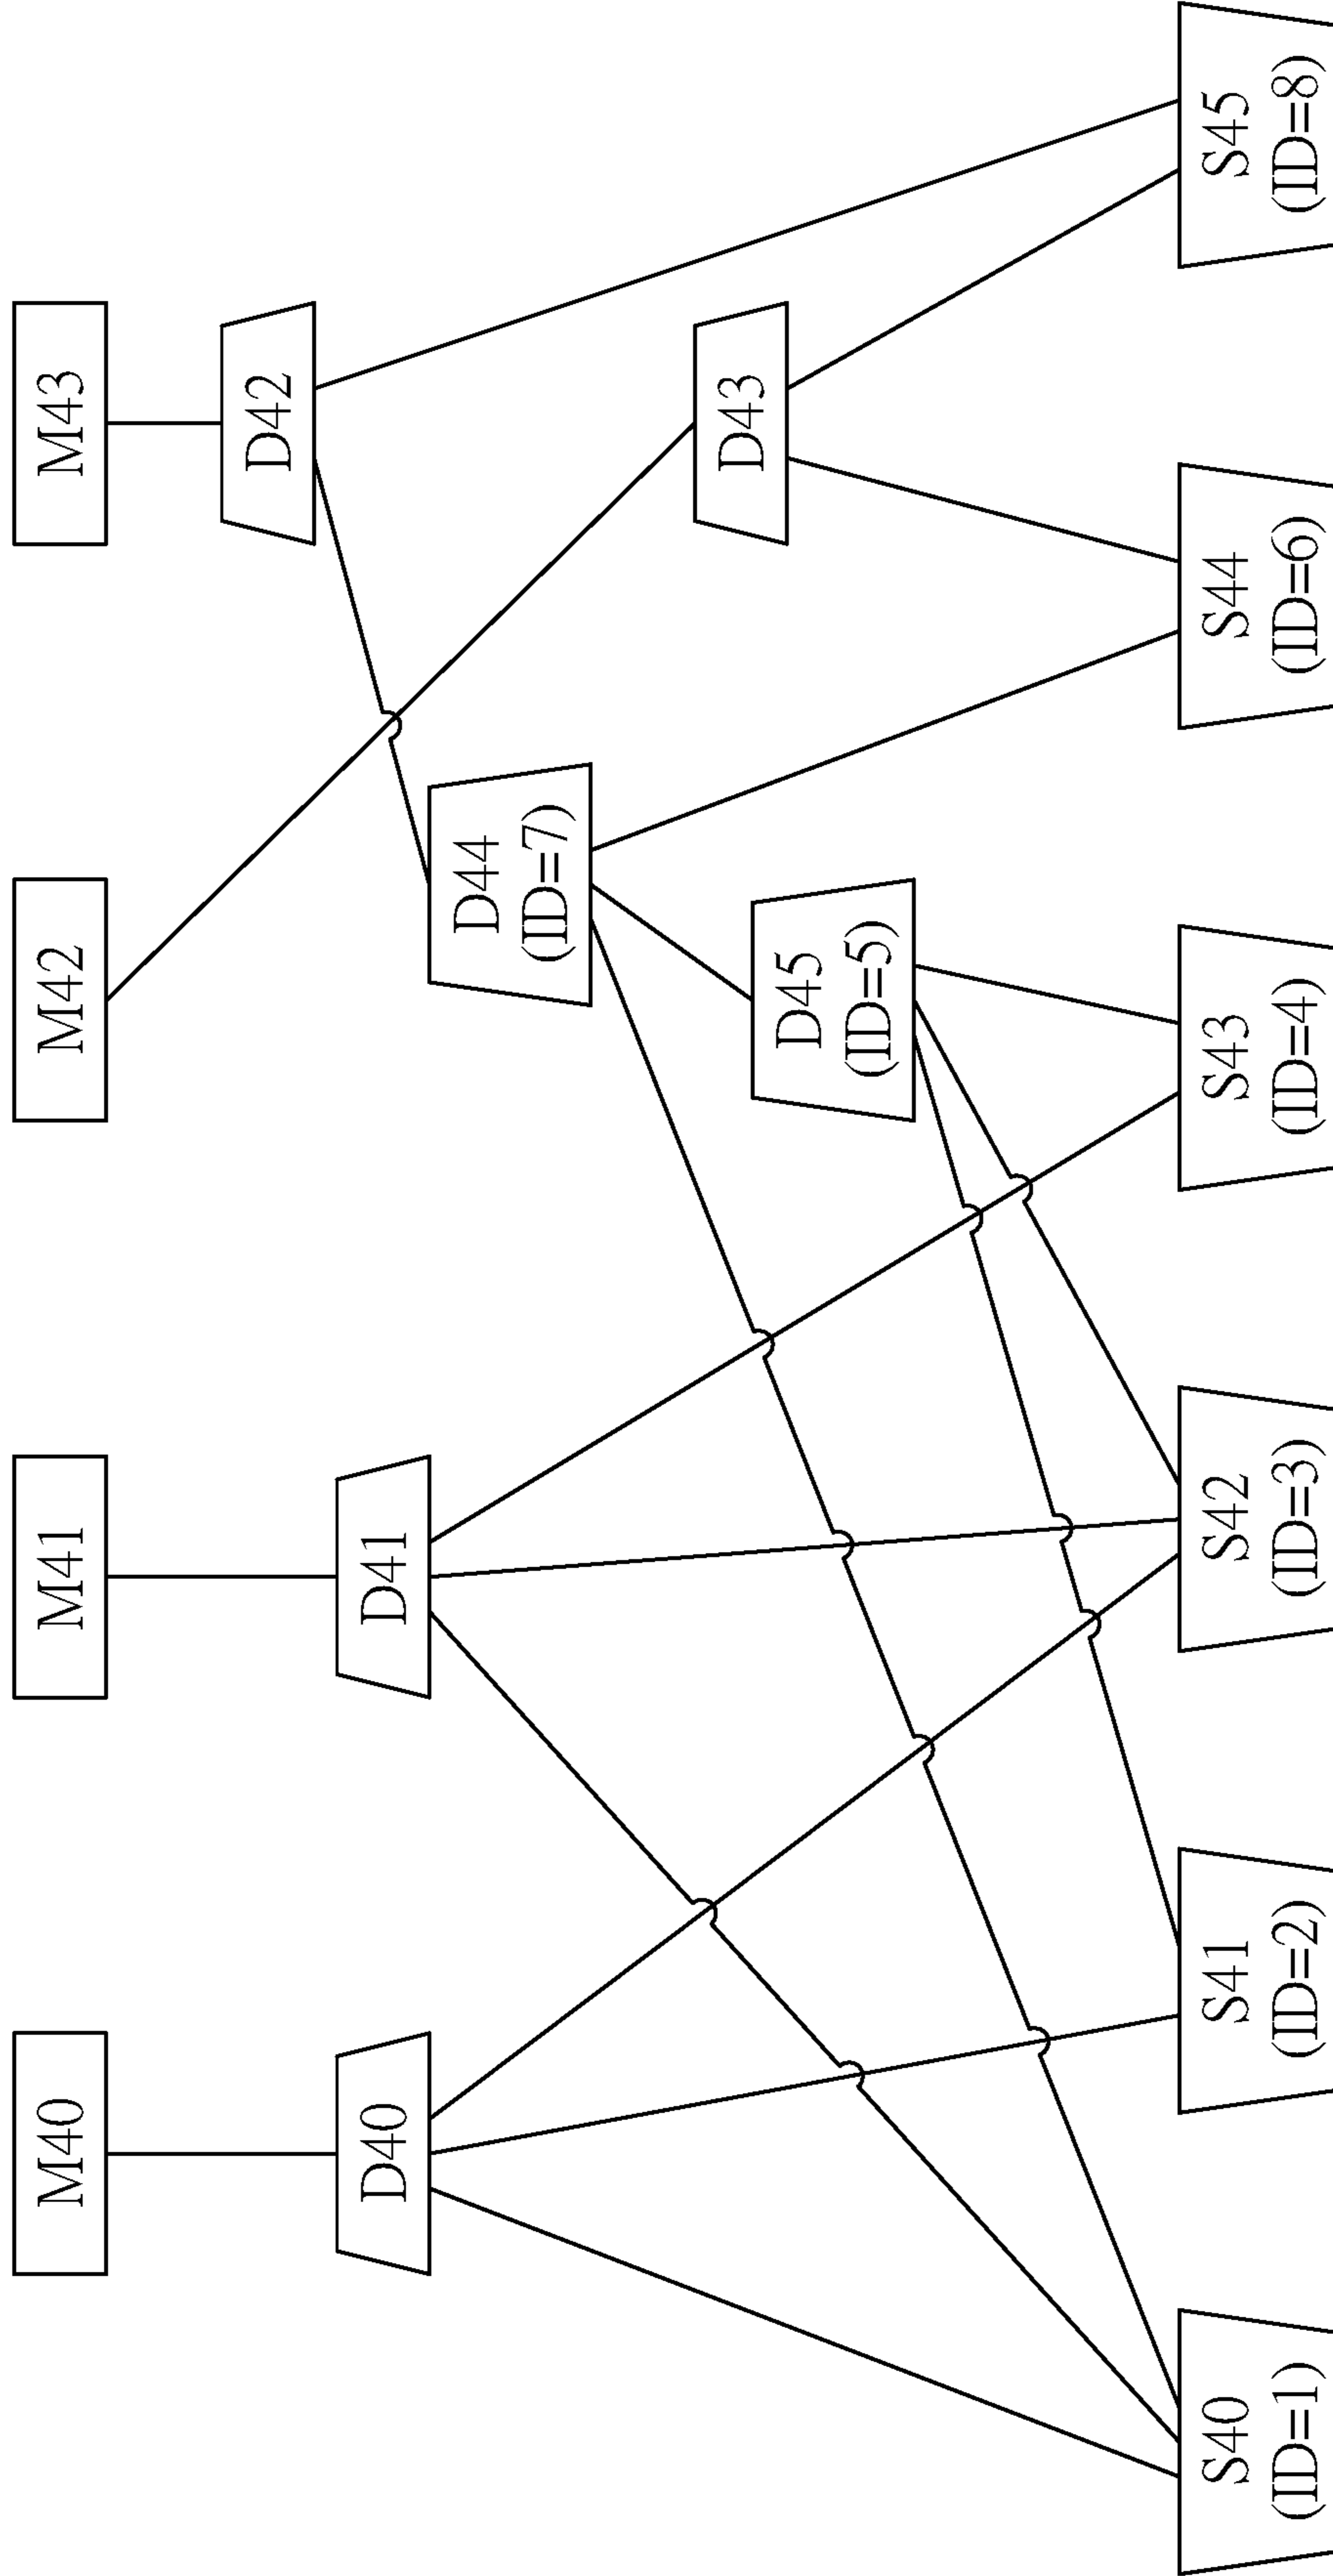 M40
M41
M42
M43
D40
D41
D42
D44
(ID=7)
D43
D45
(ID=5)
S40
(ID=1)
S41
(ID=2)
S42
(ID=3)
S43
(ID=4)
S44
(ID=6)
S45
(ID=8)